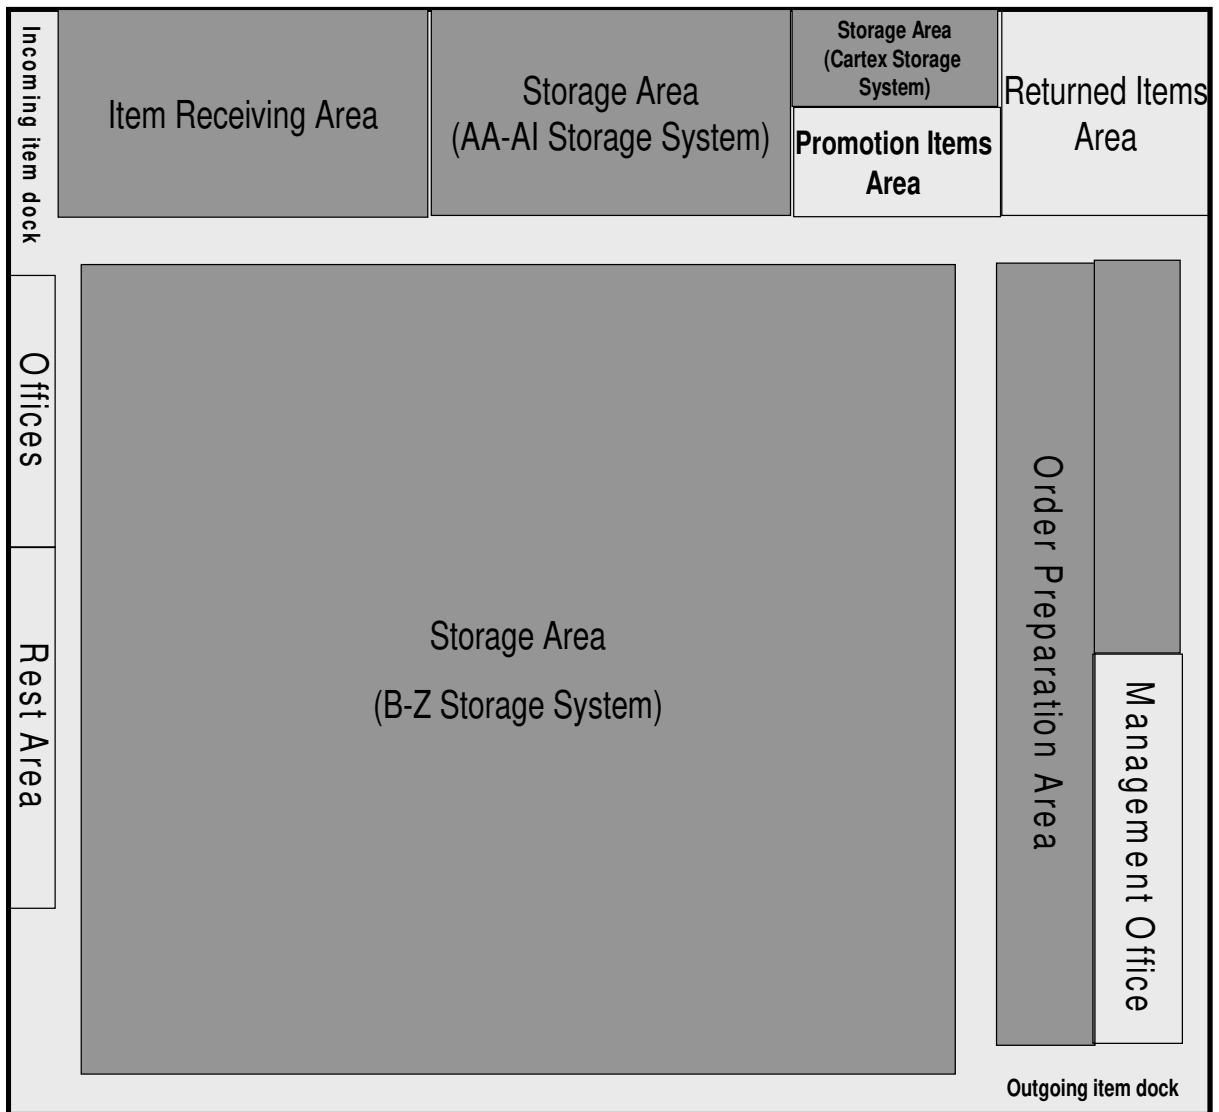 Incoming item dock
Item Receiving Area
Storage Area
(AA-AI Storage System)
Storage Area
(Cartex Storage
System)
Promotion Items
Area
Returned Items
Area
Offices
Rest Area
Storage Area
(B-Z Storage System)
Order Preparation Area
Management Office
Outgoing item dock